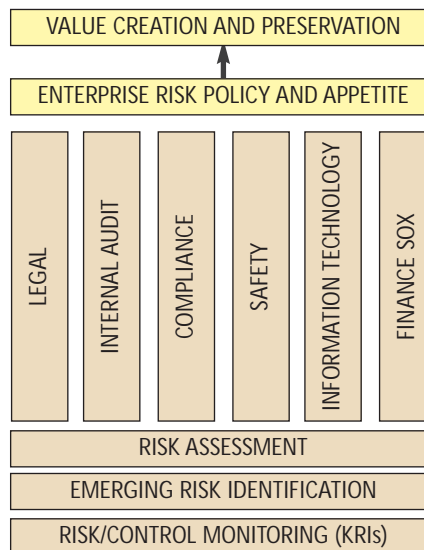 VALUE CREATION AND PRESERVATION
ENTERPRISE RISK POLICY AND APPETITE
LEGAL
INTERNAL AUDIT
COMPLIANCE
SAFETY
INFORMATION TECHNOLOGY
FINANCE SOX
RISK ASSESSMENT
EMERGING RISK IDENTIFICATION
RISK/CONTROL MONITORING (KRIs)